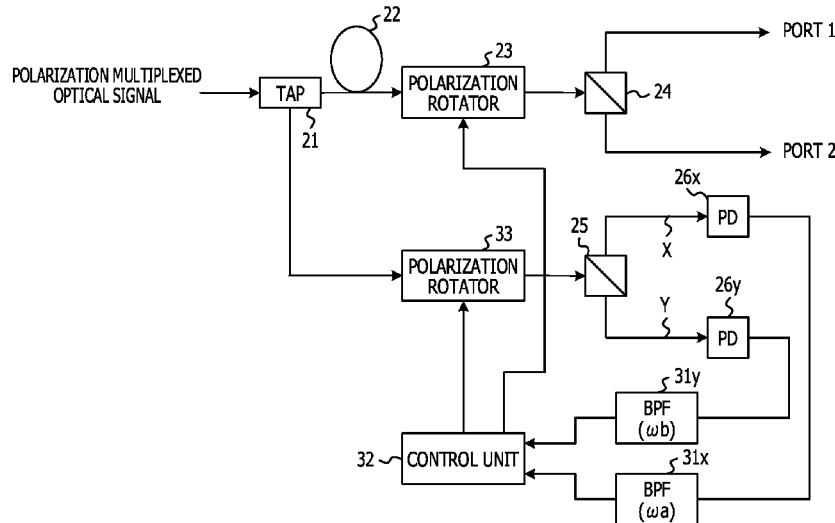 22
PORT 1
23
POLARIZATION MULTIPLEXED
OPTICAL SIGNAL
TAP
POLARIZATION
ROTATOR
24
21
PORT 2
26x
33
25
PD
POLARIZATION
ROTATOR
X
26y
Y
PD
31y
BPF
(ωb)
32
CONTROL UNIT
31x
BPF
(ωa)